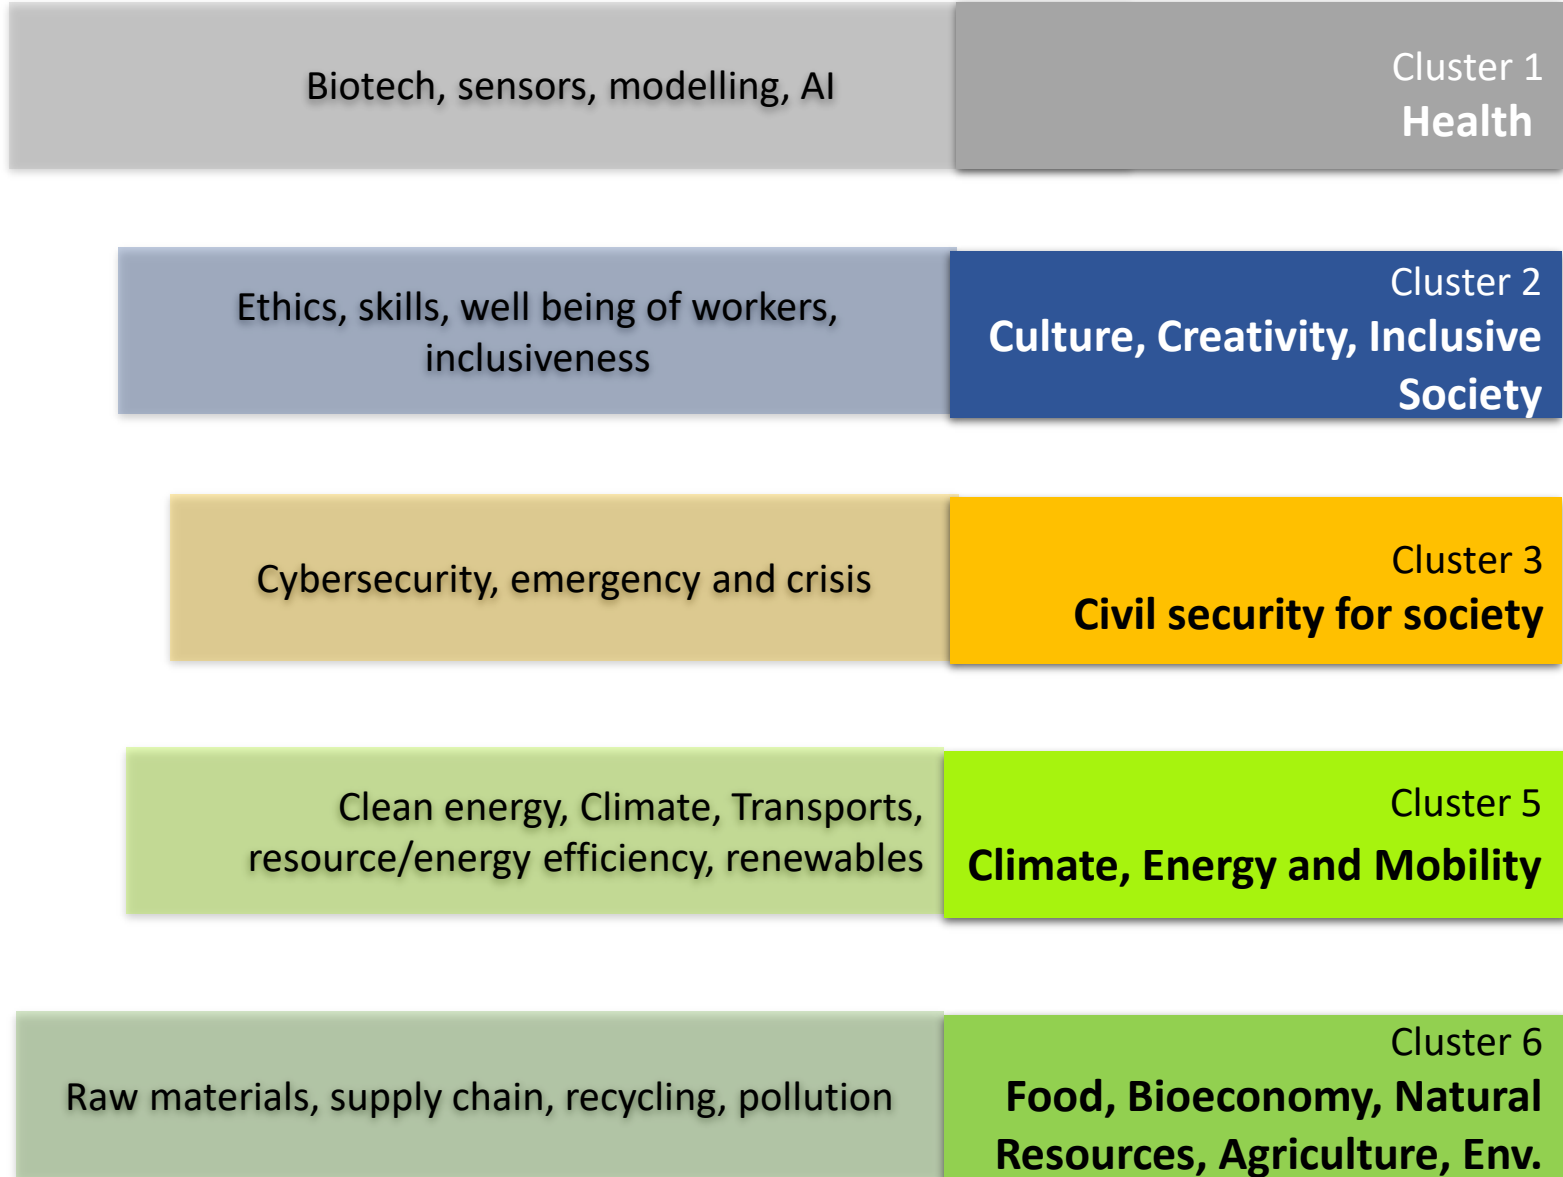 Biotech, sensors, modelling, AI
Cluster 1
Health
Ethics, skills, well being of workers,
inclusiveness
Cluster 2
Culture, Creativity, Inclusive
Society
Cybersecurity, emergency and crisis
Cluster 3
Civil security for society
Clean energy, Climate, Transports,
resource/energy efficiency, renewables
Cluster 5
Climate, Energy and Mobility
Raw materials, supply chain, recycling, pollution
Cluster 6
Food, Bioeconomy, Natural
Resources, Agriculture, Env.